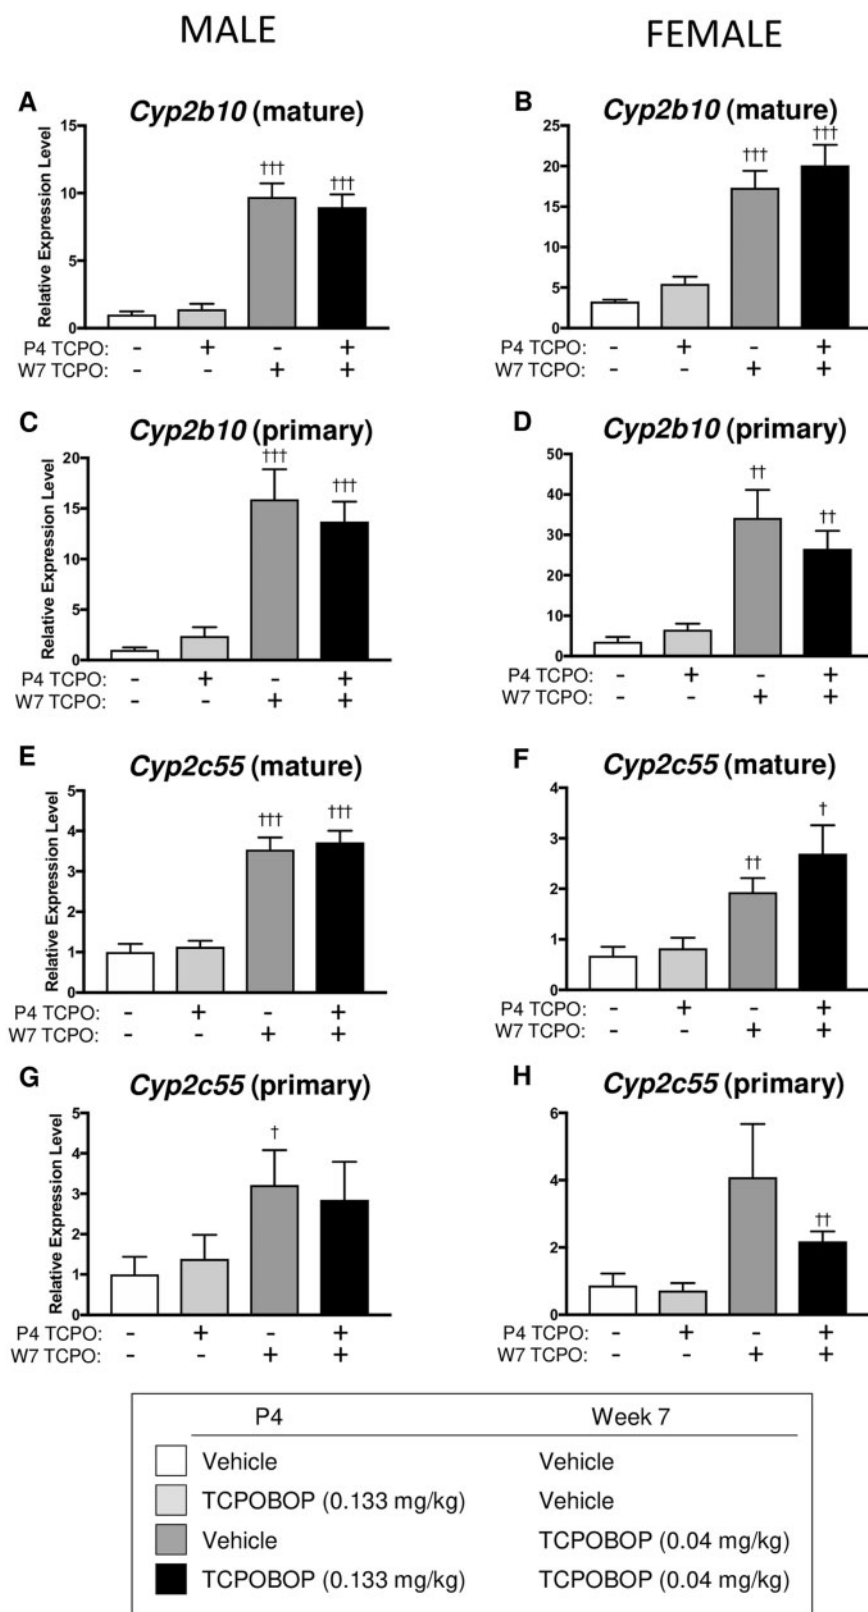 MALE
FEMALE
A Cyp2b10 (mature)
Relative Expression Level
15
10
5
0
††† †††
P4 TCPO: - + - +
W7 TCPO: - - + +
B Cyp2b10 (mature)
25
20
15
10
5
0
††† †††
P4 TCPO: - + - +
W7 TCPO: - - + +
C Cyp2b10 (primary)
Relative Expression Level
20
15
10
5
0
††† †††
P4 TCPO: - + - +
W7 TCPO: - - + +
D Cyp2b10 (primary)
50
40
30
20
10
0
†† ††
P4 TCPO: - + - +
W7 TCPO: - - + +
E Cyp2c55 (mature)
Relative Expression Level
5
4
3
2
1
0
††† †††
P4 TCPO: - + - +
W7 TCPO: - - + +
F Cyp2c55 (mature)
4
3
2
1
0
†† †
P4 TCPO: - + - +
W7 TCPO: - - + +
G Cyp2c55 (primary)
Relative Expression Level
5
4
3
2
1
0
†
P4 TCPO: - + - +
W7 TCPO: - - + +
H Cyp2c55 (primary)
6
4
2
0
††
P4 TCPO: - + - +
W7 TCPO: - - + +
P4 Week 7
Vehicle Vehicle
TCPOBOP (0.133 mg/kg) Vehicle
Vehicle TCPOBOP (0.04 mg/kg)
TCPOBOP (0.133 mg/kg) TCPOBOP (0.04 mg/kg)